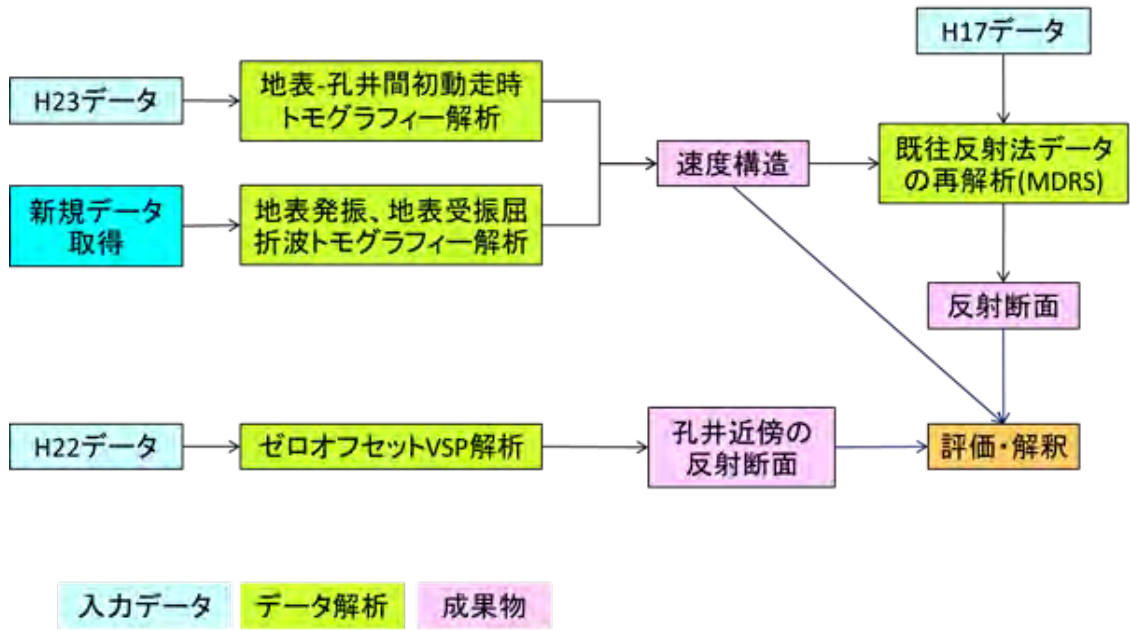 H17データ
H23データ
地表-孔井間初動走時
トモグラフィー解析
速度構造
既往反射法データ
の再解析(MDRS)
新規データ
取得
地表発振、地表受振屈
折波トモグラフィー解析
反射断面
H22データ
ゼロオフセットVSP解析
孔井近傍の
反射断面
評価・解釈
入力データ
データ解析
成果物